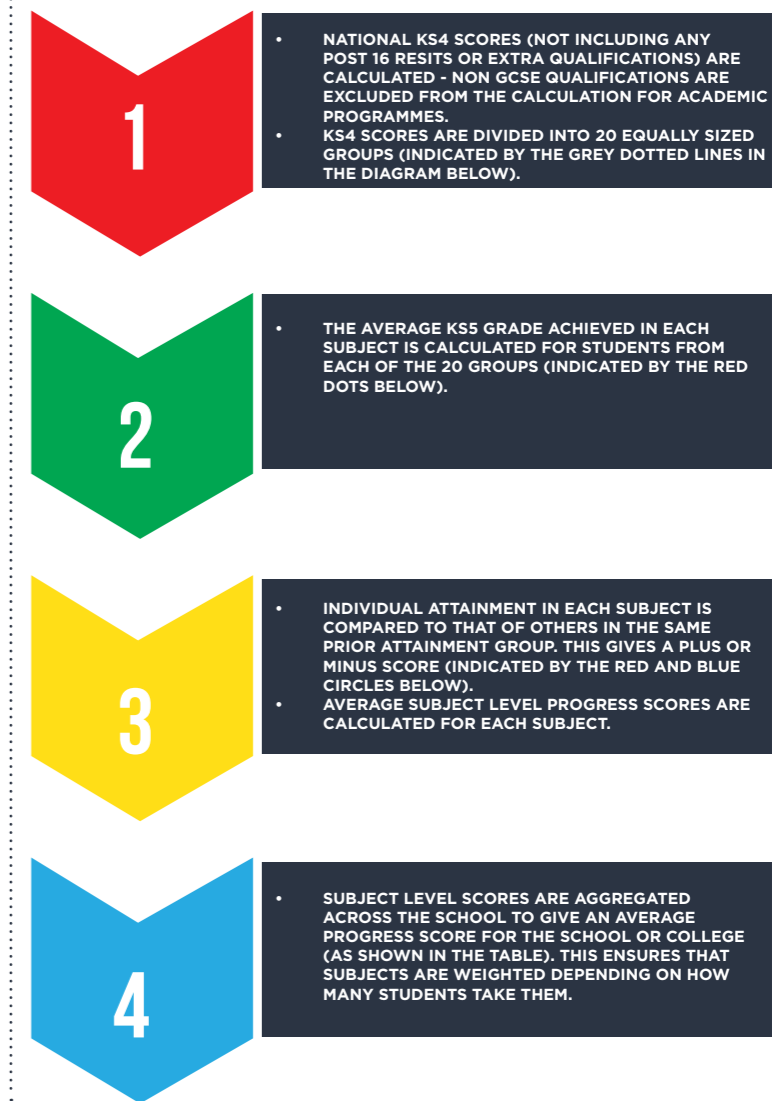 1
• NATIONAL KS4 SCORES (NOT INCLUDING ANY
POST 16 RESITS OR EXTRA QUALIFICATIONS) ARE
CALCULATED - NON GCSE QUALIFICATIONS ARE
EXCLUDED FROM THE CALCULATION FOR ACADEMIC
PROGRAMMES.
• KS4 SCORES ARE DIVIDED INTO 20 EQUALLY SIZED
GROUPS (INDICATED BY THE GREY DOTTED LINES IN
THE DIAGRAM BELOW).
2
• THE AVERAGE KS5 GRADE ACHIEVED IN EACH
SUBJECT IS CALCULATED FOR STUDENTS FROM
EACH OF THE 20 GROUPS (INDICATED BY THE RED
DOTS BELOW).
3
• INDIVIDUAL ATTAINMENT IN EACH SUBJECT IS
COMPARED TO THAT OF OTHERS IN THE SAME
PRIOR ATTAINMENT GROUP. THIS GIVES A PLUS OR
MINUS SCORE (INDICATED BY THE RED AND BLUE
CIRCLES BELOW).
• AVERAGE SUBJECT LEVEL PROGRESS SCORES ARE
CALCULATED FOR EACH SUBJECT.
4
• SUBJECT LEVEL SCORES ARE AGGREGATED
ACROSS THE SCHOOL TO GIVE AN AVERAGE
PROGRESS SCORE FOR THE SCHOOL OR COLLEGE
(AS SHOWN IN THE TABLE). THIS ENSURES THAT
SUBJECTS ARE WEIGHTED DEPENDING ON HOW
MANY STUDENTS TAKE THEM.